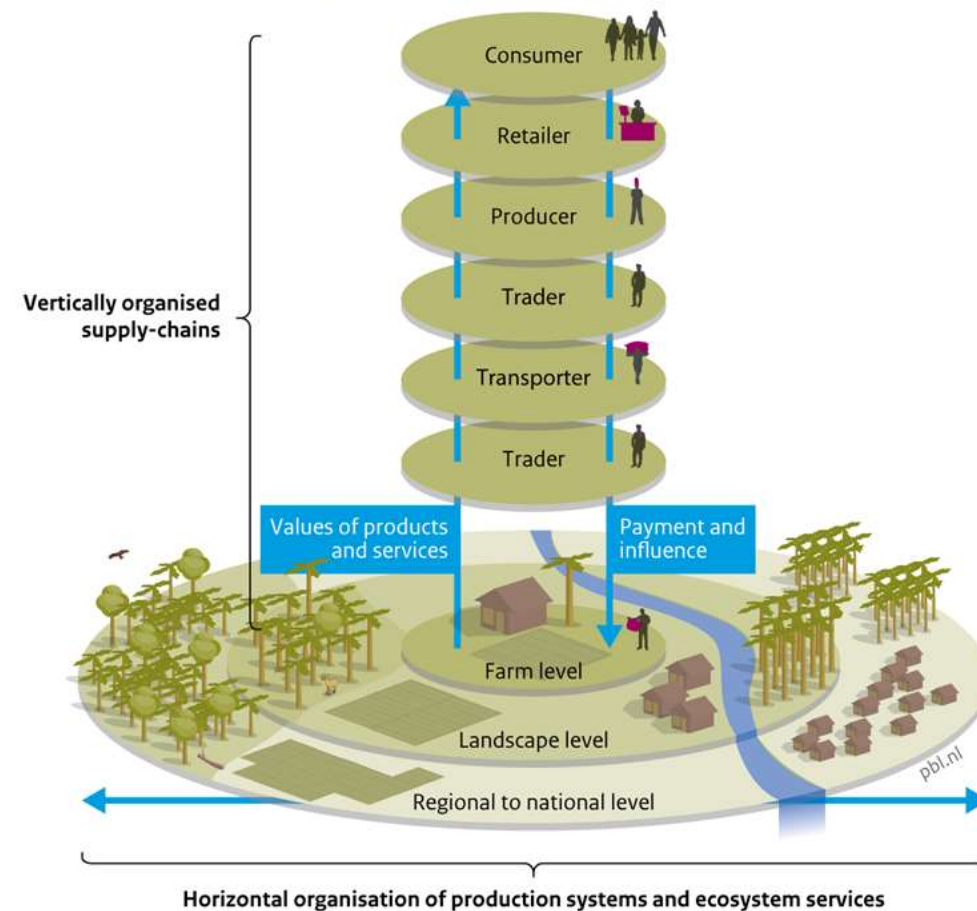 Consumer
Retailer
Producer
Trader
Vertically organised
supply-chains
Transporter
Trader
Values of products
and services
Payment and
influence
Farm level
Landscape level
pbl.nl
Regional to national level
Horizontal organisation of production systems and ecosystem services